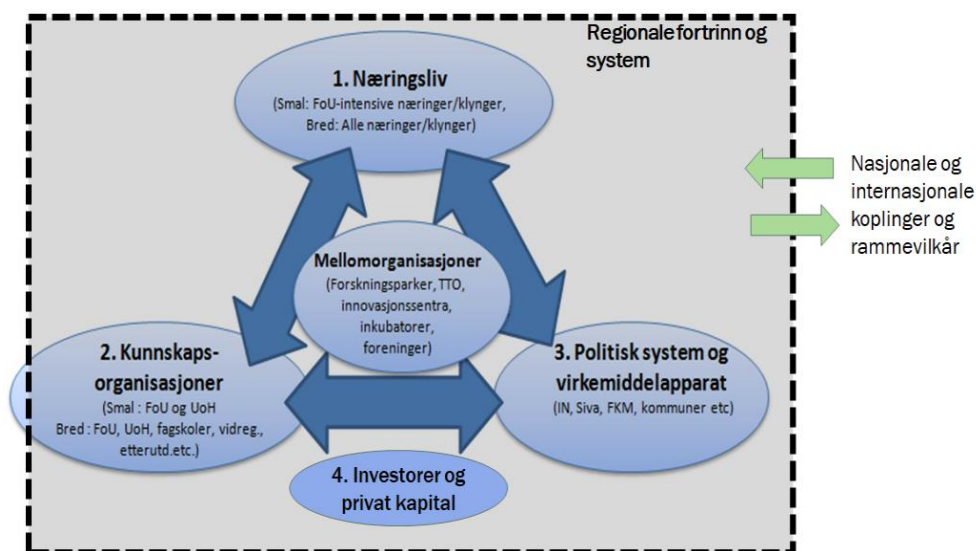 Regionale fortrinn og
system
1. Næringsliv
(Smal: FoU-intensive næringer/klynger,
Bred: Alle næringer/klynger)
Nasjonale og
internasjonale
koplinger og
rammevilkår
Mellomorganisasjoner
(Forskningsparker, TTO,
innovasjonssentra,
inkubatorer,
foreninger)
2. Kunnskaps-
organisasjoner
(Smal : FoU og UoH
Bred : FoU, UoH, fagskoler, vidreg.,
etterutd.etc.)
3. Politisk system og
virkemiddelapparat
(IN, Siva, FKM, kommuner etc)
4. Investorer og
privat kapital